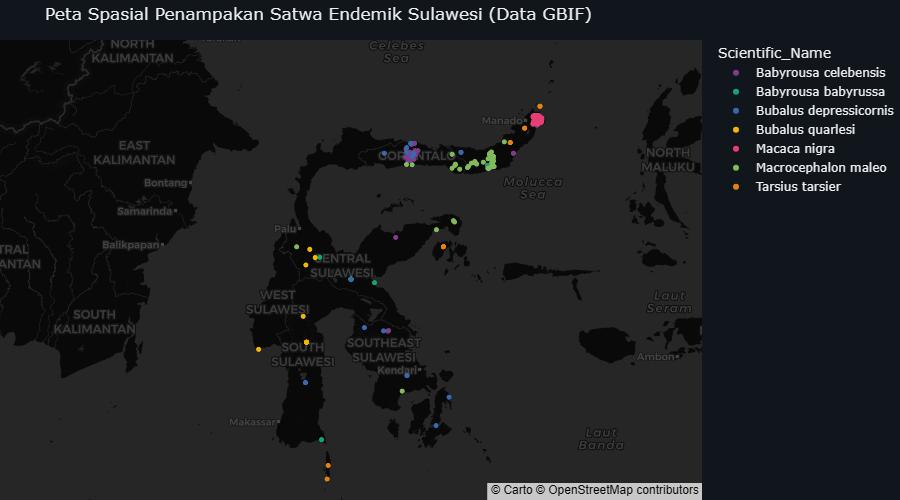 Peta Spasial Penampakan Satwa Endemik Sulawesi (Data GBIF)
Scientific_Name
Babyrousa celebensis
Babyrousa babyrussa
Bubalus depressicornis
Bubalus quarlesi
Macaca nigra
Macrocephalon maleo
Tarsius tarsier
NORTH
KALIMANTAN
Celebes
Sea
EAST
KALIMANTAN
Manado
GORONTALO
NORTH
MALUKU
Bontang
Molucca
Sea
Samarinda
Palu
Balikpapan
TRAL
ANTAN
CENTRAL
SULAWESI
WEST
SULAWESI
Laut
Seram
SOUTH
KALIMANTAN
SOUTH
SULAWESI
SOUTHEAST
SULAWESI
Ambon
Kendari
Makassar
Laut
Banda
© Carto © OpenStreetMap contributors